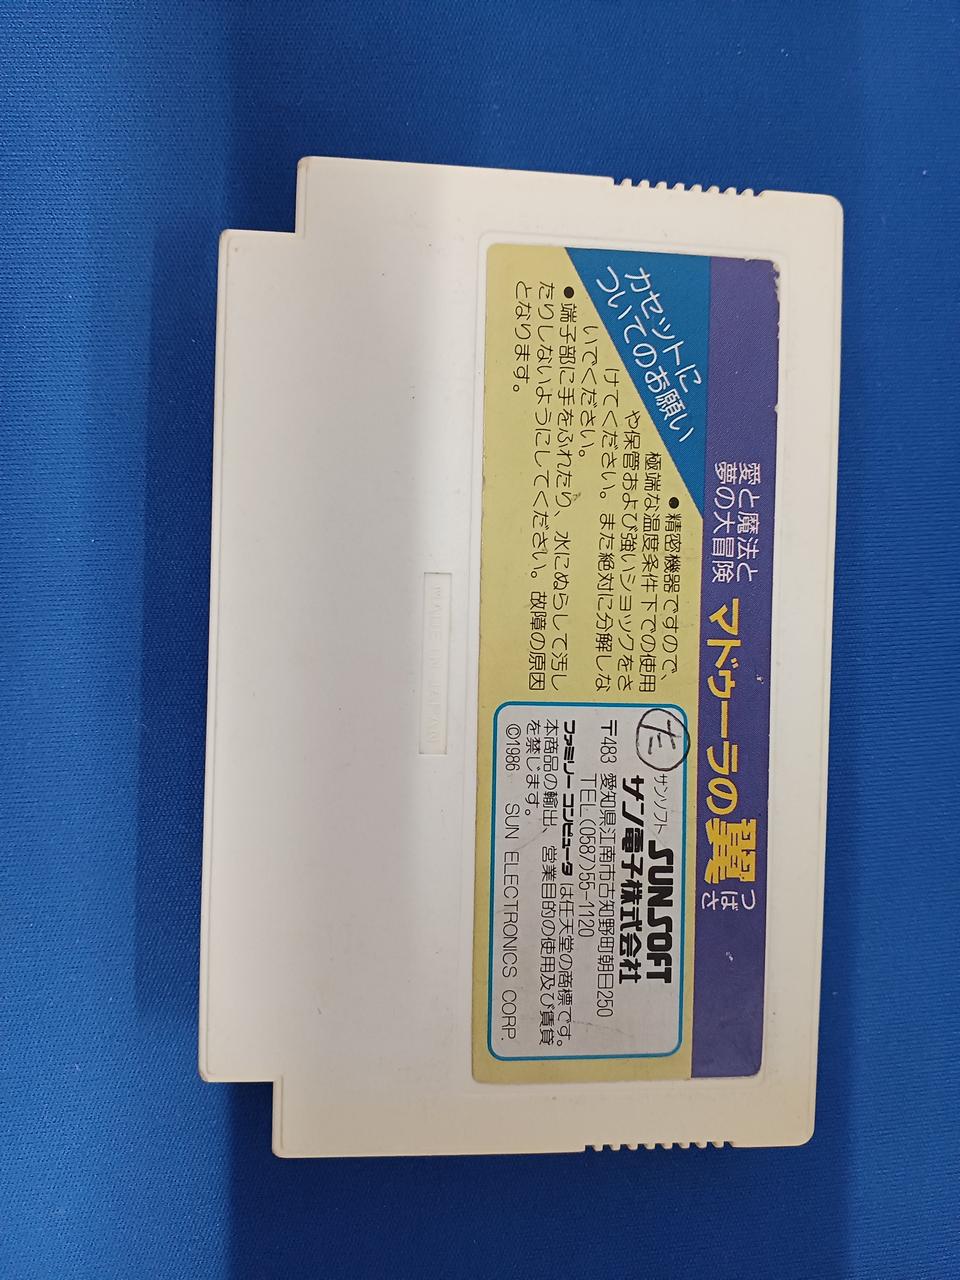 愛と魔法と
夢の大冒険
マドゥーラの翼
つばさ
カセットに
ついてのお願い
●精密機器ですので、
極端な温度条件下での使用
や保管および強いショックをさ
けてください。また絶対に分解しな
いでください。
●端子部に手をふれたり、水にぬらして汚し
たりしないようにしてください。故障の原因
となります。
た
サンソフト SUNSOFT
サン電子株式会社
〒483 愛知県江南市古知野町朝日250
TEL(0587)55-1120
ファミリーコンピュータは任天堂の商標です。
本商品の輸出、営業目的の使用及び賃貸
を禁じます。
©1986 SUN ELECTRONICS CORP.
MADE IN JAPAN